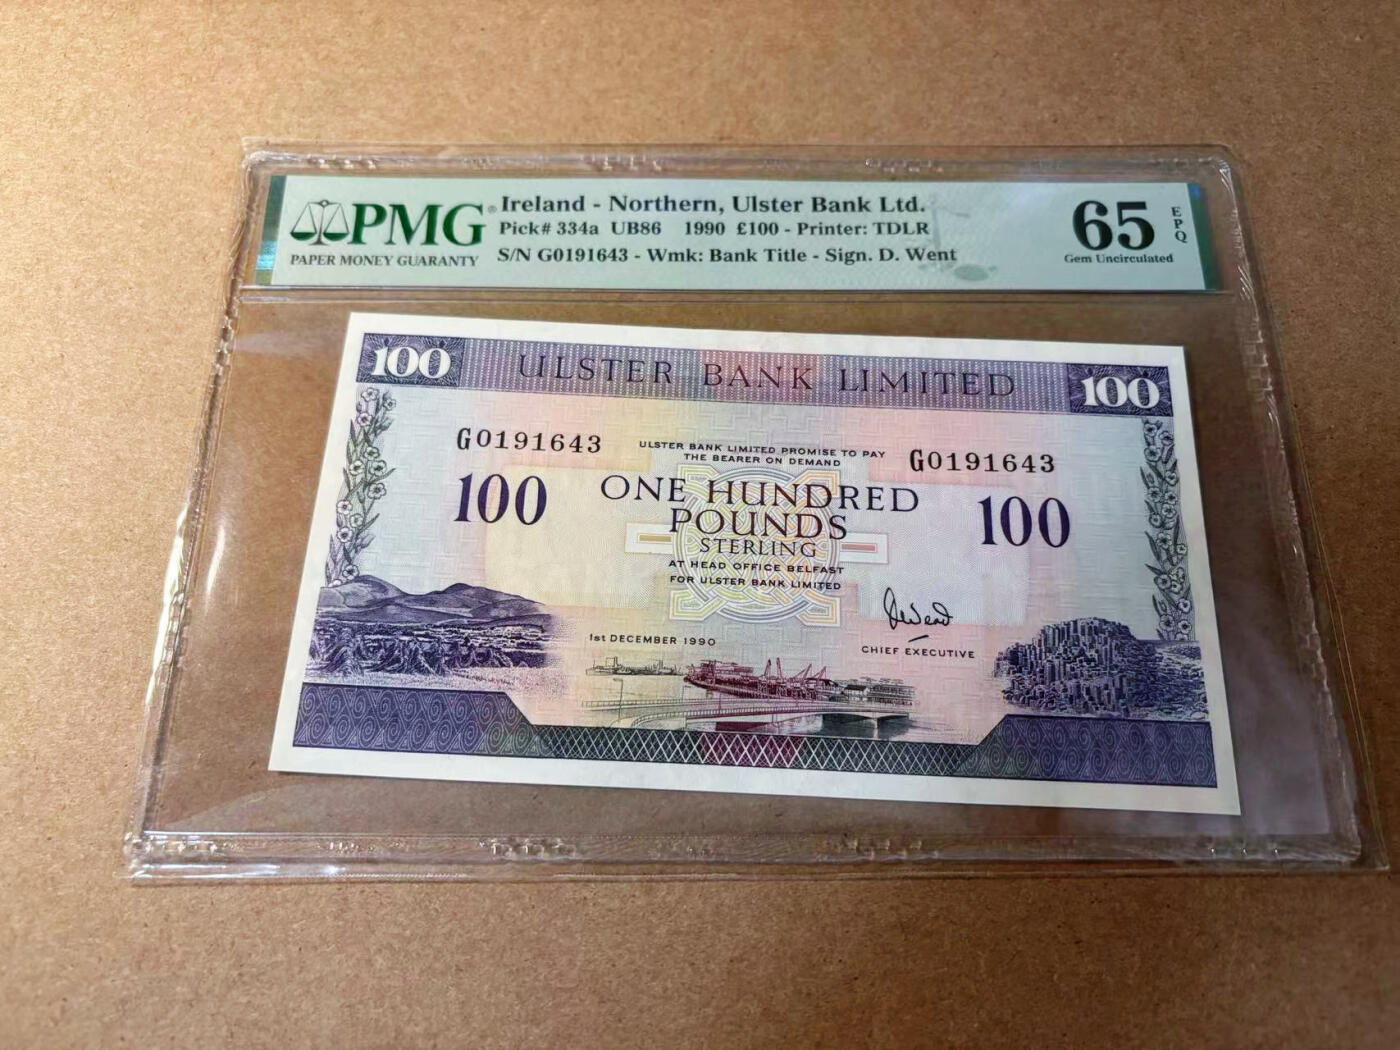 PMG®
PAPER MONEY GUARANTY
Ireland - Northern, Ulster Bank Ltd.
Pick# 334a UB86 1990 £100 - Printer: TDLR
S/N G0191643 - Wmk: Bank Title - Sign. D. Went
65 EPQ
Gem Uncirculated
100 ULSTER BANK LIMITED 100
G0191643
ULSTER BANK LIMITED PROMISE TO PAY
THE BEARER ON DEMAND
G0191643
100
ONE HUNDRED
POUNDS
STERLING
100
AT HEAD OFFICE BELFAST
FOR ULSTER BANK LIMITED
DWent
1st DECEMBER 1990
CHIEF EXECUTIVE